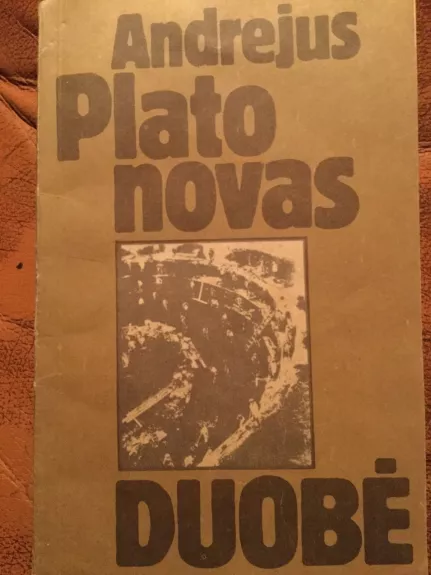 Andrejus
Plato
novas
DUOBĖ